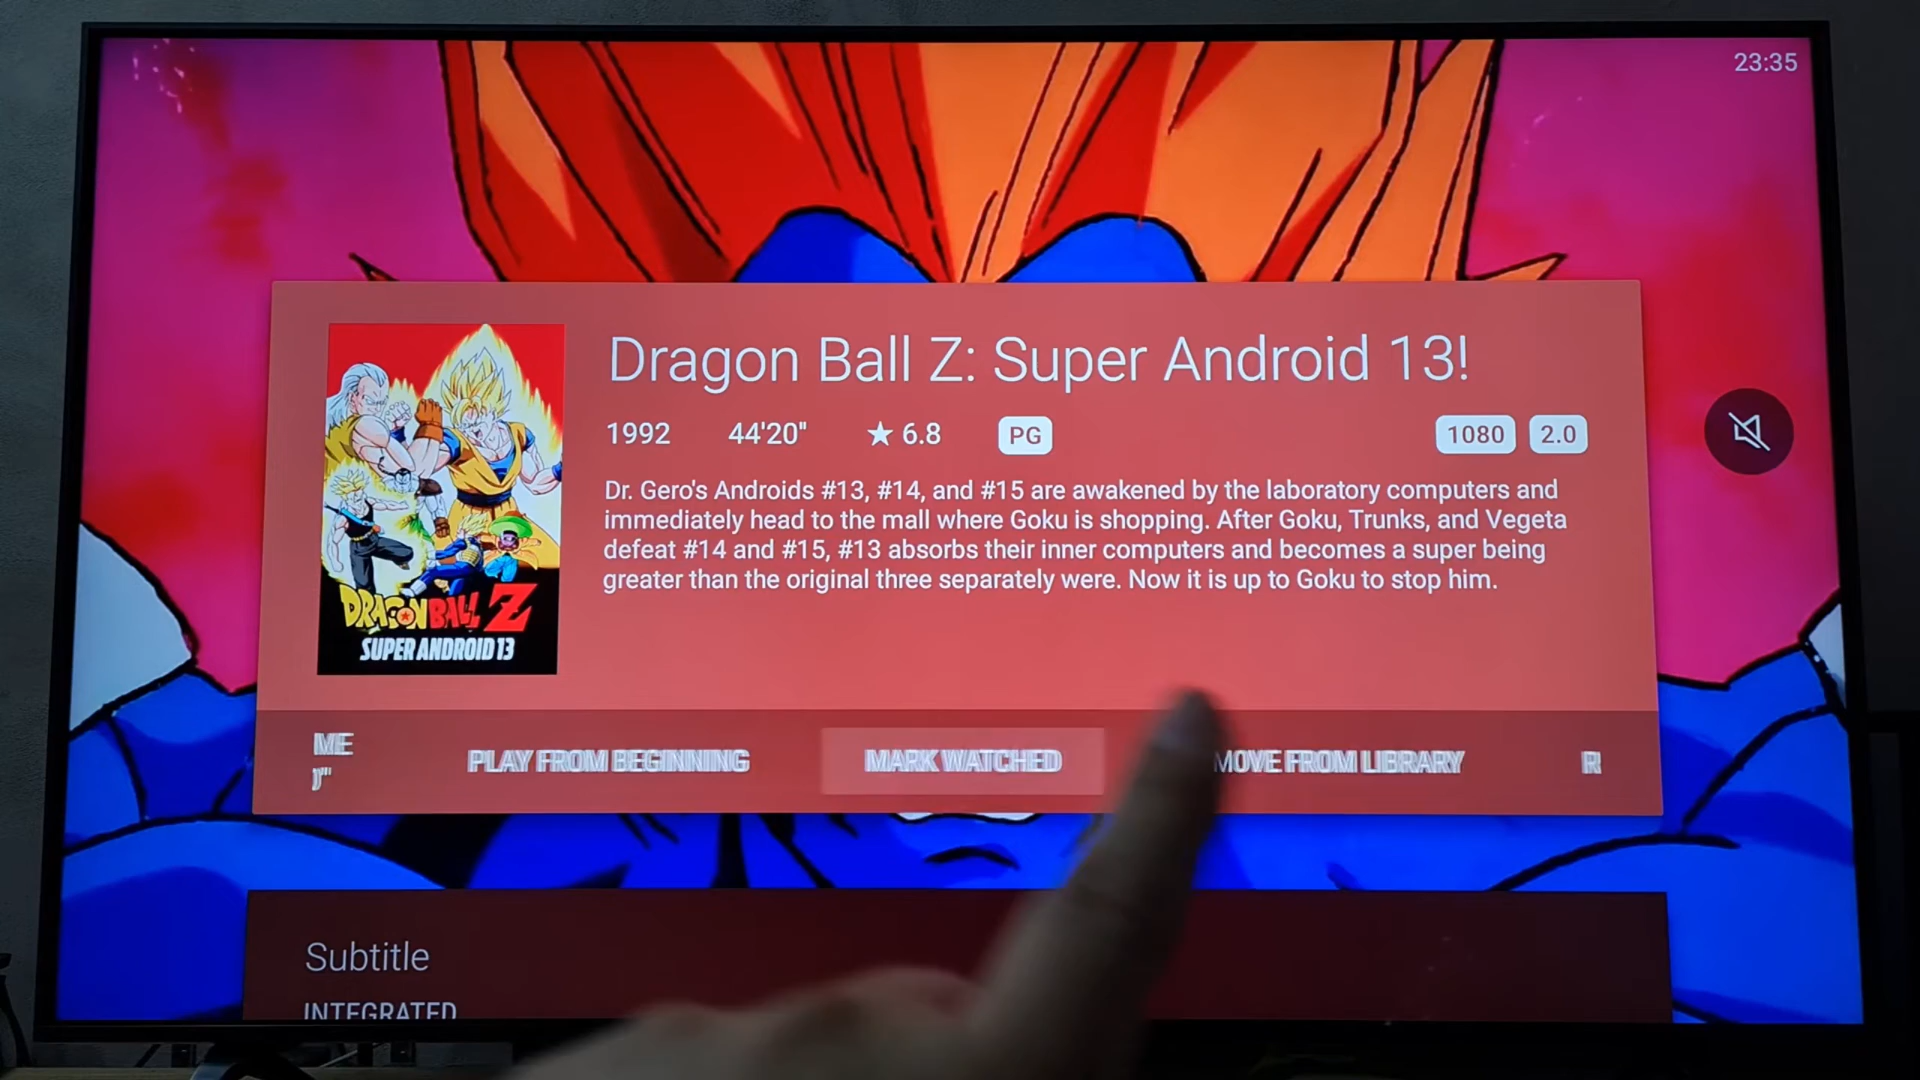 23:35
Dragon Ball Z: Super Android 13!
1992 44'20" ★ 6.8 PG 1080 2.0
Dr. Gero's Androids #13, #14, and #15 are awakened by the laboratory computers and
immediately head to the mall where Goku is shopping. After Goku, Trunks, and Vegeta
defeat #14 and #15, #13 absorbs their inner computers and becomes a super being
greater than the original three separately were. Now it is up to Goku to stop him.
DRAGON BALL Z
SUPER ANDROID 13
ME
PLAY FROM BEGINNING MARK WATCHED MOVE FROM LIBRARY R
Subtitle
INTEGRATED